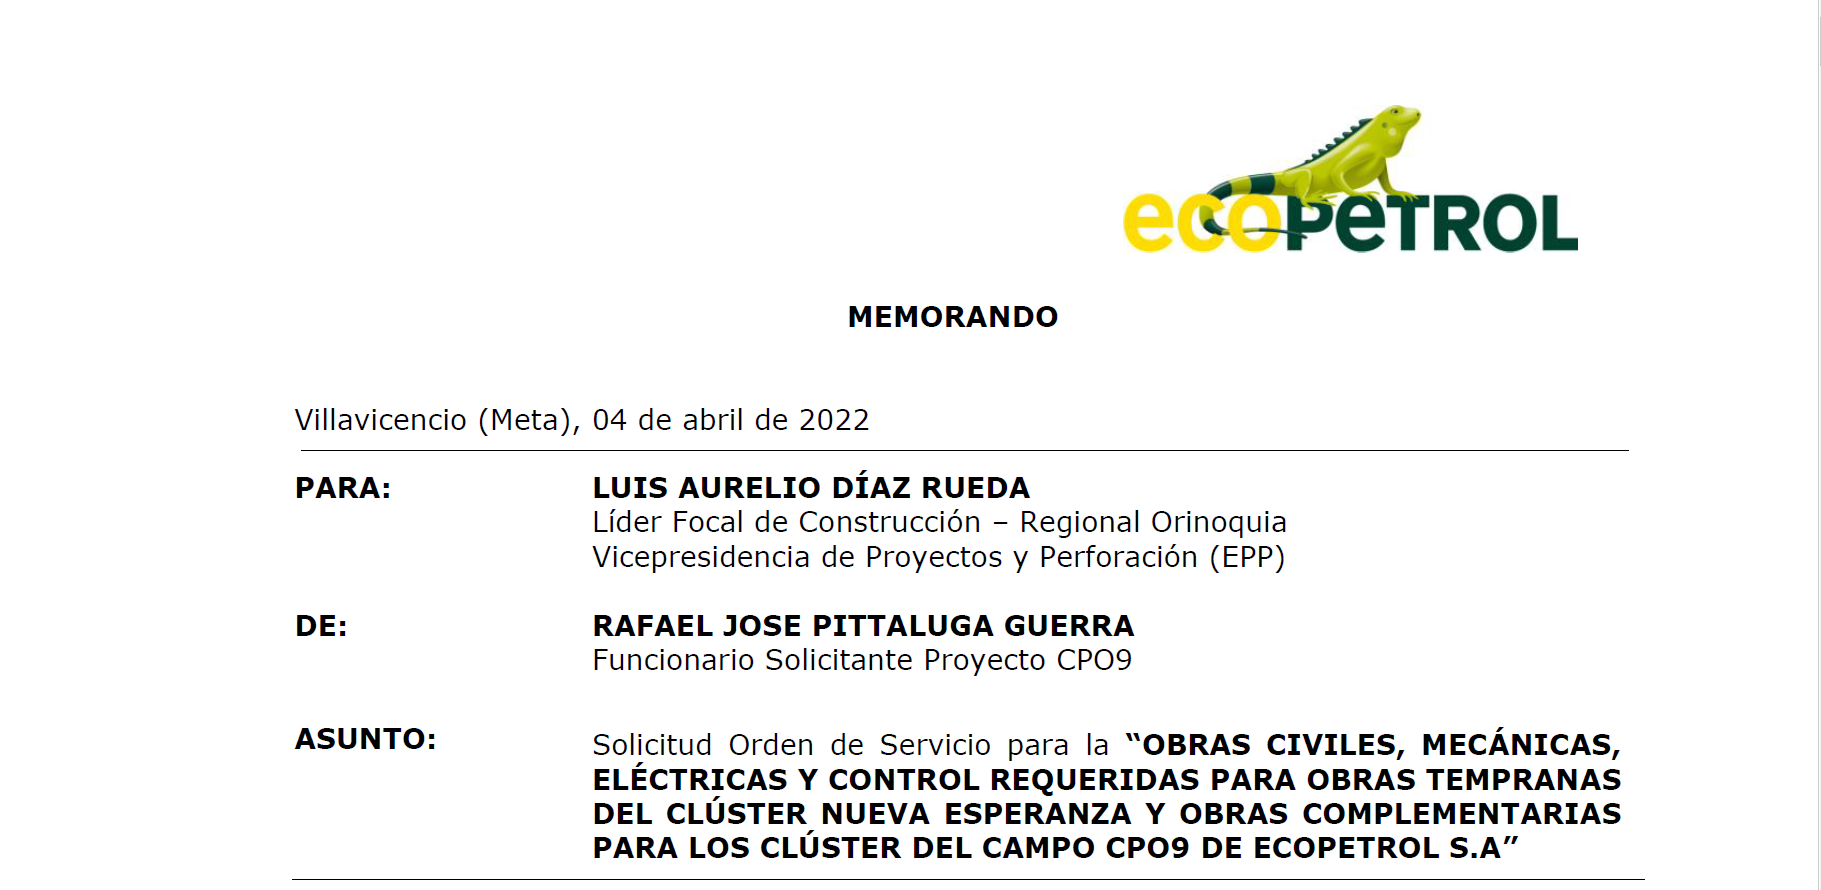 ecoPeTROL
MEMORANDO
Villavicencio (Meta), 04 de abril de 2022
PARA:
LUIS AURELIO DÍAZ RUEDA
Líder Focal de Construcción – Regional Orinoquia
Vicepresidencia de Proyectos y Perforación (EPP)
DE:
RAFAEL JOSE PITTALUGA GUERRA
Funcionario Solicitante Proyecto CPO9
ASUNTO:
Solicitud Orden de Servicio para la “OBRAS CIVILES, MECÁNICAS,
ELÉCTRICAS Y CONTROL REQUERIDAS PARA OBRAS TEMPRANAS
DEL CLÚSTER NUEVA ESPERANZA Y OBRAS COMPLEMENTARIAS
PARA LOS CLÚSTER DEL CAMPO CPO9 DE ECOPETROL S.A”